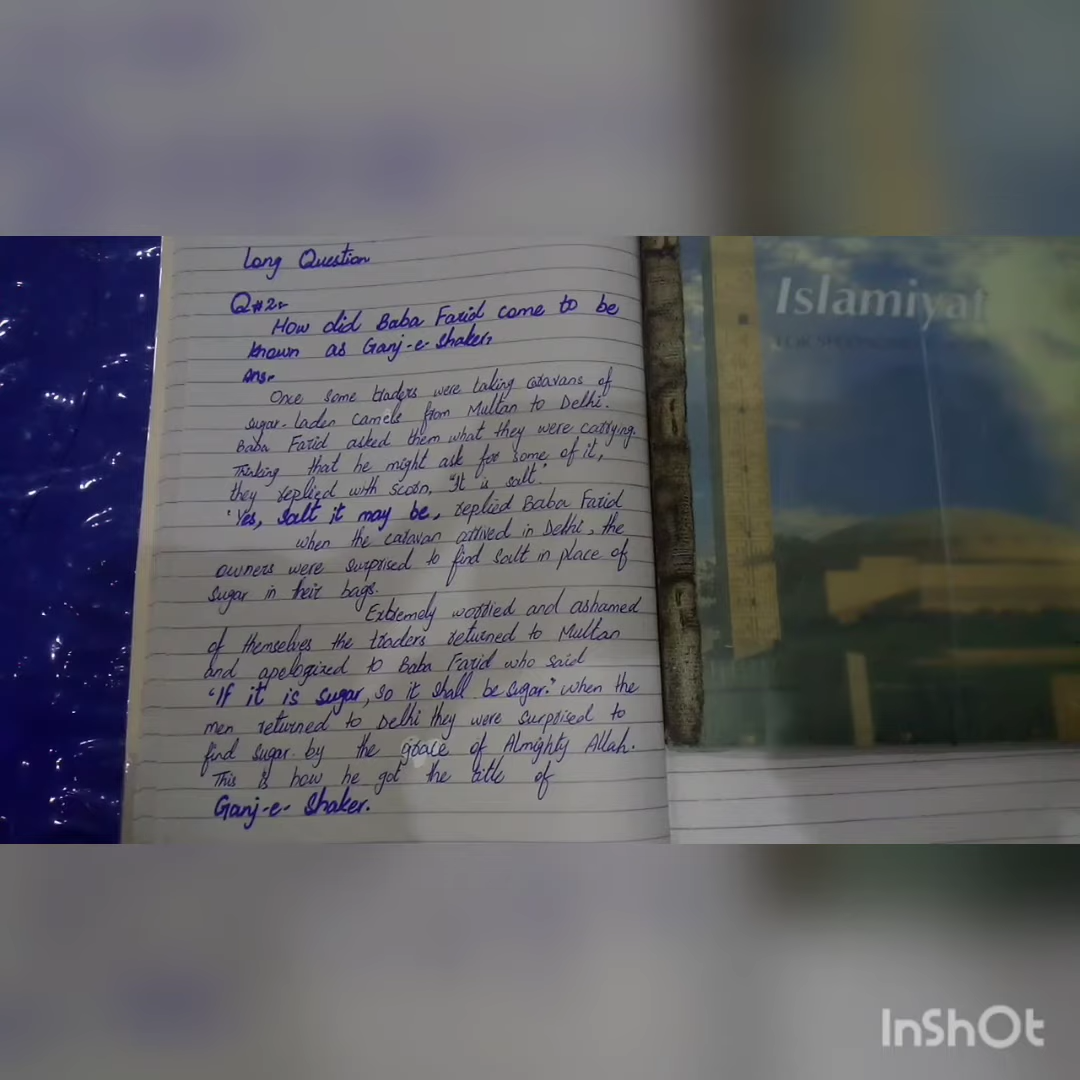 Long Question
Q#2:-
How did Baba Farid come to be
known as Ganj-e-Shaker?
Ans:-
Once some traders were taking caravans of
sugar-laden camels from Multan to Delhi.
Baba Farid asked them what they were carrying.
Thinking that he might ask for some of it,
they replied with scorn, "It is salt"
"Yes, Salt it may be, replied Baba Farid
when the caravan arrived in Delhi, the
owners were surprised to find salt in place of
sugar in their bags.
Extremely worried and ashamed
of themselves the traders returned to Multan
and apelogized to Baba Farid who said
"If it is sugar, so it shall be sugar." when the
men returned to Delhi they were surprised to
find sugar by the grace of Almighty Allah.
This is how he got the title of
Ganj-e-Shaker.
Islamiyat
InShOt